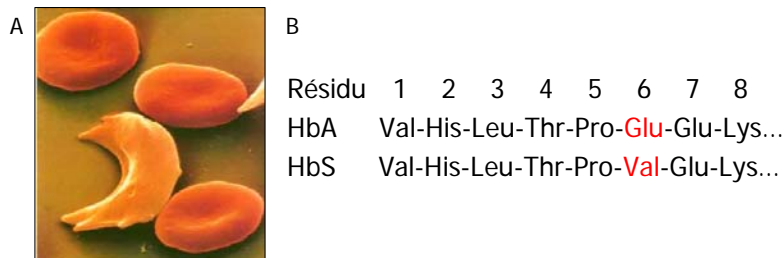 A
B
Résidu 1 2 3 4 5 6 7 8
HbA Val-His-Leu-Thr-Pro-Glu-Glu-Lys...
HbS Val-His-Leu-Thr-Pro-Val-Glu-Lys...